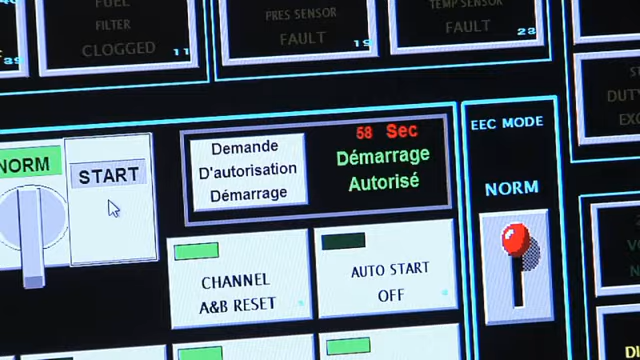 FUEL
FILTER
CLOGGED
11
PRES SENSOR
FAULT
19
TEMP SENSOR
FAULT
28
NORM
START
Demande
D'autorisation
Démarrage
58 Sec
Démarrage
Autorisé
EEC MODE
NORM
CHANNEL
A&B RESET
AUTO START
OFF
DUTY